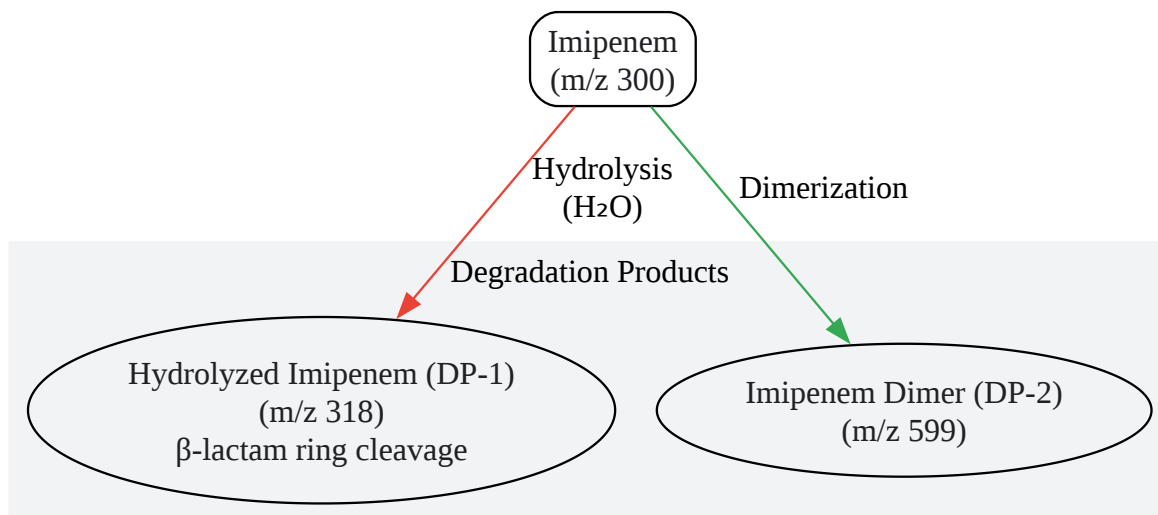 Imipenem
(m/z 300)
Hydrolysis
(H₂O)
Dimerization
Degradation Products
Hydrolyzed Imipenem (DP-1)
(m/z 318)
β-lactam ring cleavage
Imipenem Dimer (DP-2)
(m/z 599)